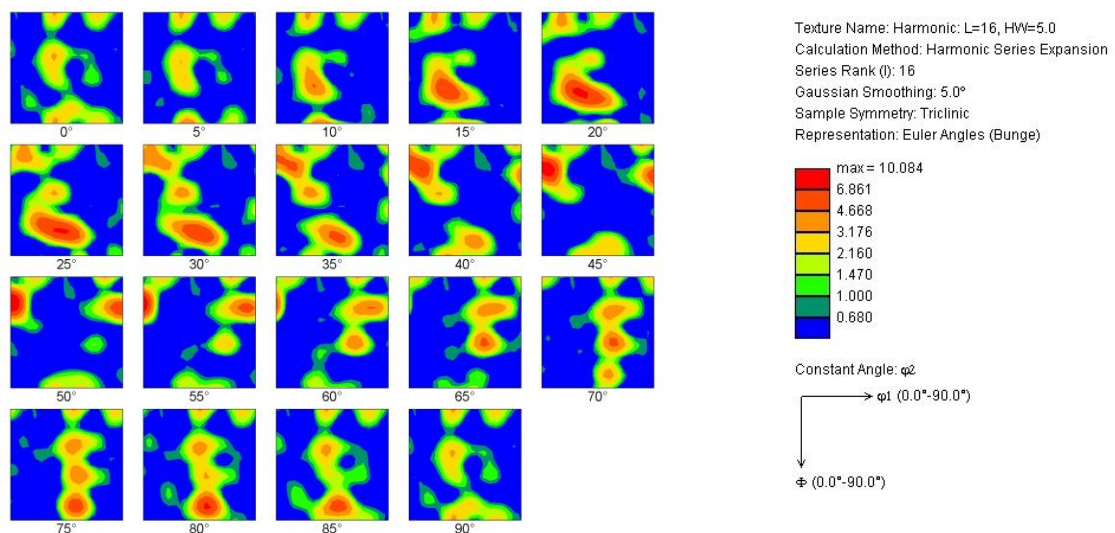 Texture Name: Harmonic: L=16, HW=5.0
Calculation Method: Harmonic Series Expansion
Series Rank (l): 16
Gaussian Smoothing: 5.0°
Sample Symmetry: Triclinic
Representation: Euler Angles (Bunge)
0° 5° 10° 15° 20°
25° 30° 35° 40° 45°
50° 55° 60° 65° 70°
75° 80° 85° 90°
max = 10.084
6.861
4.668
3.176
2.160
1.470
1.000
0.680
Constant Angle: φ2
φ1 (0.0°-90.0°)
Φ (0.0°-90.0°)